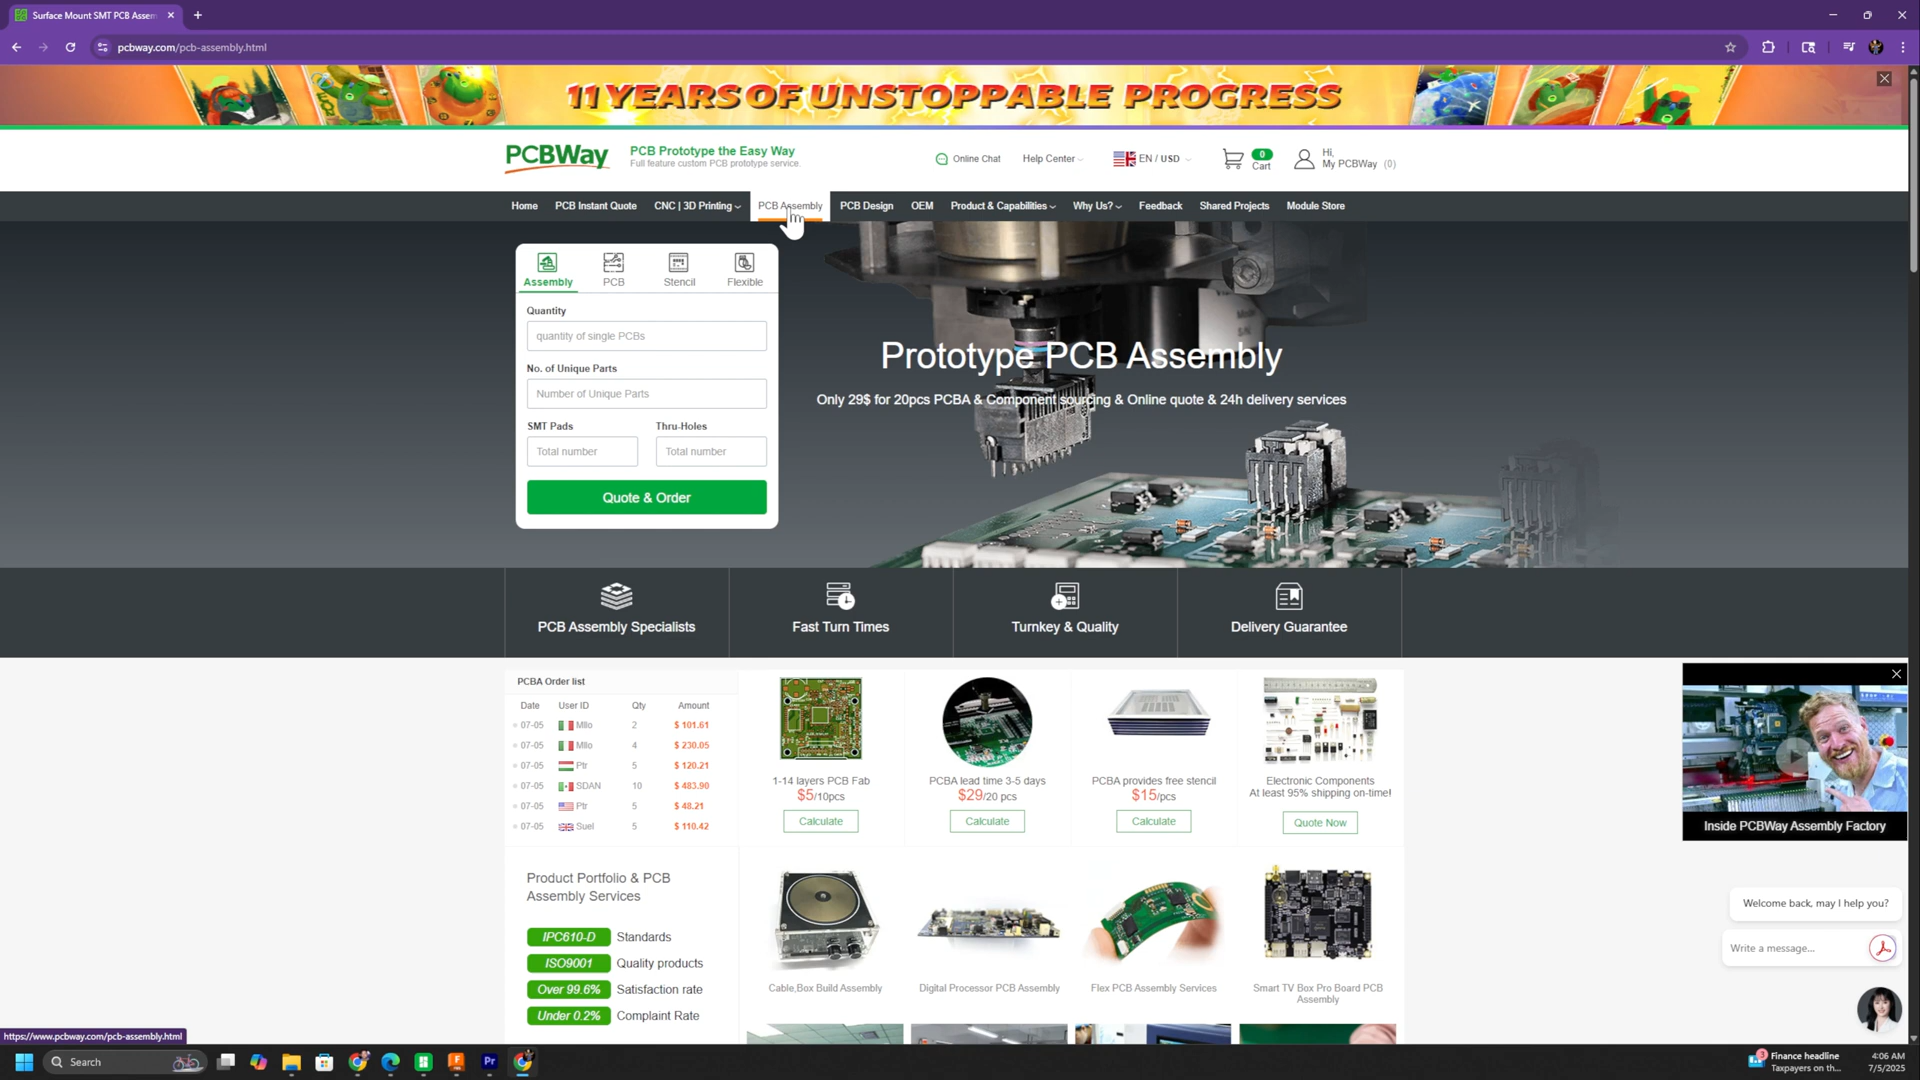 Surface Mount SMT PCB Assem
pcbway.com/pcb-assembly.html
11 YEARS OF UNSTOPPABLE PROGRESS
PCBWay
PCB Prototype the Easy Way
Full feature custom PCB prototype service.
Online Chat
Help Center
EN / USD
0
Cart
Hi,
My PCBWay (0)
Home
PCB Instant Quote
CNC | 3D Printing
PCB Assembly
PCB Design
OEM
Product & Capabilities
Why Us?
Feedback
Shared Projects
Module Store
Assembly
PCB
Stencil
Flexible
Quantity
quantity of single PCBs
No. of Unique Parts
Number of Unique Parts
SMT Pads
Thru-Holes
Total number
Total number
Quote & Order
Prototype PCB Assembly
Only 29$ for 20pcs PCBA & Component sourcing & Online quote & 24h delivery services
PCB Assembly Specialists
Fast Turn Times
Turnkey & Quality
Delivery Guarantee
PCBA Order list
Date User ID Qty Amount
07-05 Mllo 2 $ 101.61
07-05 Mllo 4 $ 230.05
07-05 Ptr 5 $ 120.21
07-05 SDAN 10 $ 483.90
07-05 Ptr 5 $ 48.21
07-05 Suel 5 $ 110.42
1-14 layers PCB Fab
$5/10pcs
Calculate
PCBA lead time 3-5 days
$29/20 pcs
Calculate
PCBA provides free stencil
$15/pcs
Calculate
Electronic Components
At least 95% shipping on-time!
Quote Now
Inside PCBWay Assembly Factory
Product Portfolio & PCB
Assembly Services
IPC610-D Standards
ISO9001 Quality products
Over 99.6% Satisfaction rate
Under 0.2% Complaint Rate
Cable,Box Build Assembly
Digital Processor PCB Assembly
Flex PCB Assembly Services
Smart TV Box Pro Board PCB
Assembly
Welcome back, may I help you?
Write a message...
https://www.pcbway.com/pcb-assembly.html
Search
Pr
Finance headline
Taxpayers on th...
4:06 AM
7/5/2025